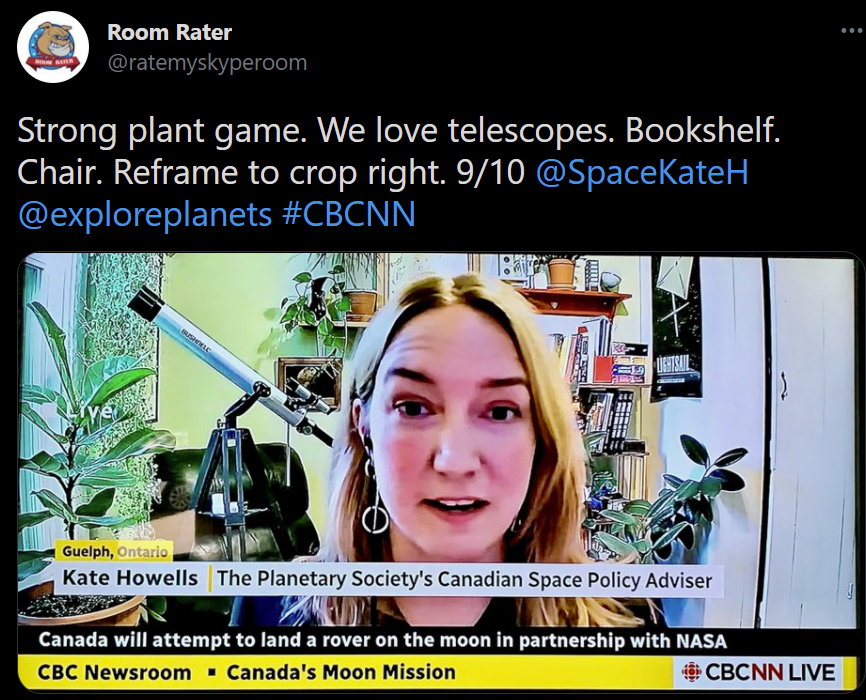 Room Rater
@ratemyskyperoom
Strong plant game. We love telescopes. Bookshelf.
Chair. Reframe to crop right. 9/10 @SpaceKateH
@exploreplanets #CBCNN
ROOM RATER
BUSHNELL
LIGHTSAIL
Live
Guelph, Ontario
Kate Howells | The Planetary Society's Canadian Space Policy Adviser
Canada will attempt to land a rover on the moon in partnership with NASA
CBC Newsroom ▪ Canada's Moon Mission
CBCNN LIVE